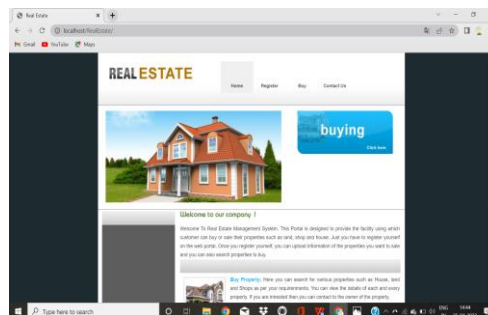 Real Estate
localhost/RealEstate/
Gmail YouTube Maps
REAL ESTATE
Home Register Buy Contact Us
buying
Click here
Welcome to our company !
Welcome To Real Estate Management System, This Portal is designed to provide the facility using which
customer can buy or sale their properties such as land, shop and house. Just you have to register yourself
on the web portal. Once you register yourself, you can upload information of the properties you want to sale
and you can also search properties to buy.
Buy Property: Here you can search for various properties such as House, land
and Shops as per your requirements. You can view the details of each and every
property. If you are interested than you can contact to the owner of the property.
Type here to search
ENG 14:44